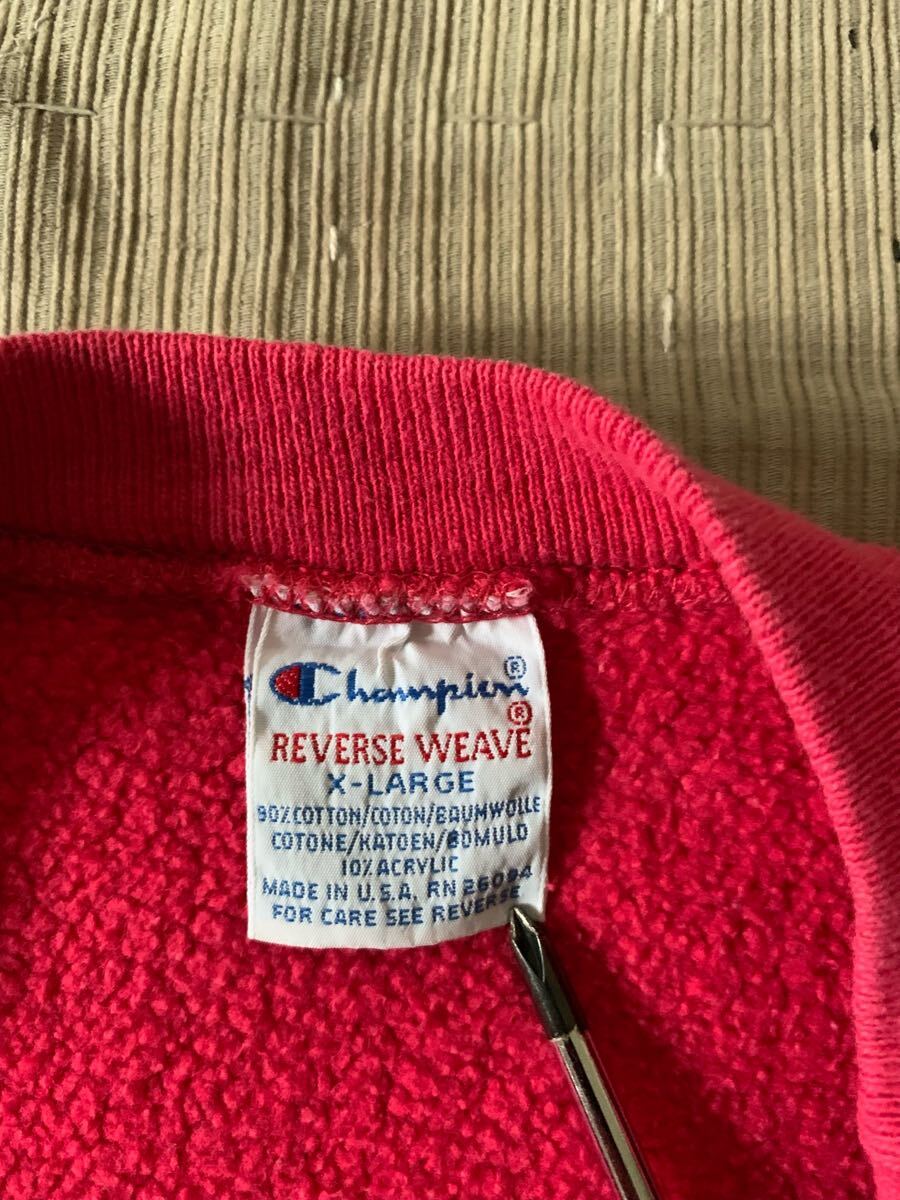 Champion®
®
REVERSE WEAVE
X-LARGE
90% COTTON/COTON/BAUMWOLLE
COTONE/KATOEN/BOMULD
10% ACRYLIC
MADE IN U.S.A. RN 26094
FOR CARE SEE REVERSE